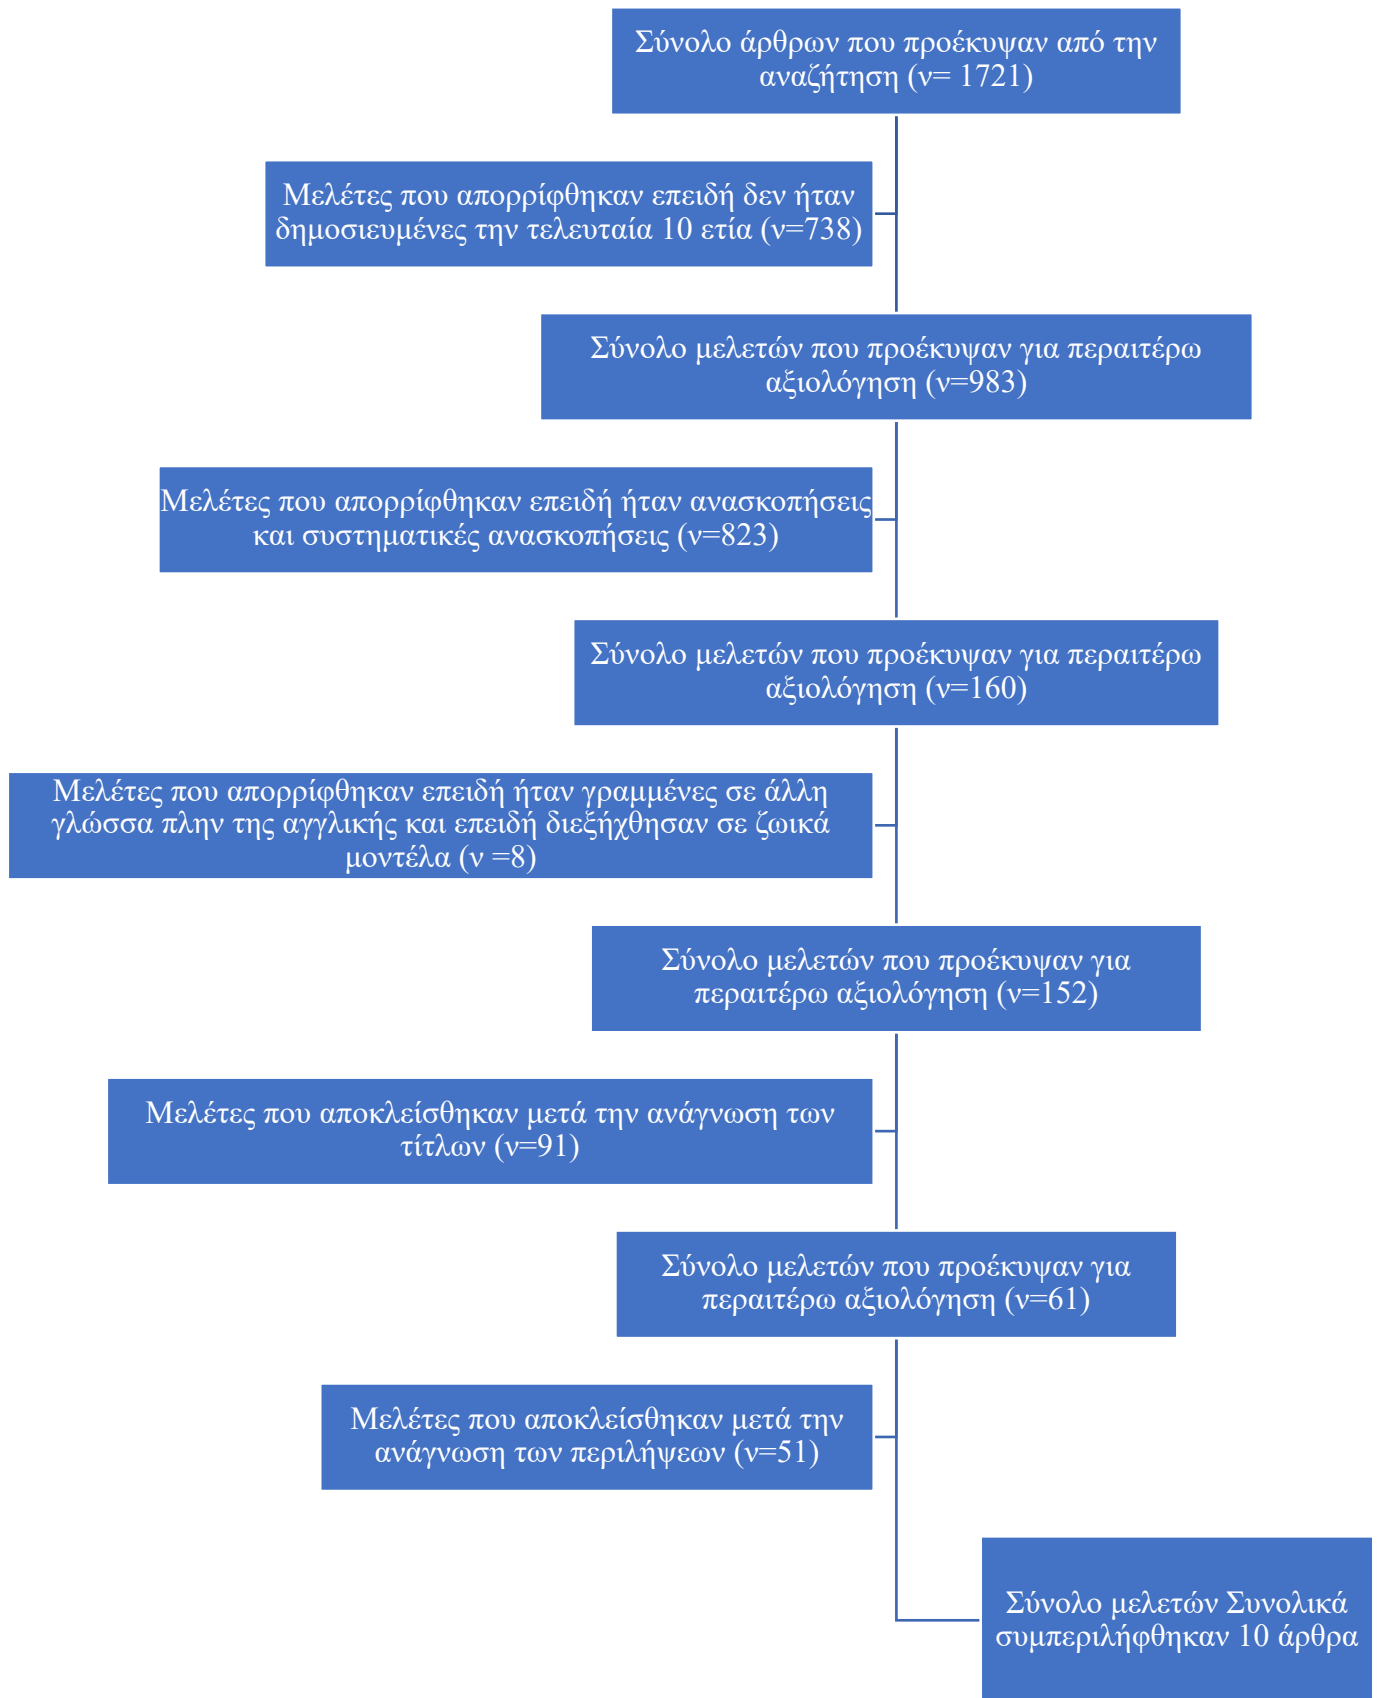 Σύνολο άρθρων που προέκυψαν από την
αναζήτηση (ν= 1721)
Μελέτες που απορρίφθηκαν επειδή δεν ήταν
δημοσιευμένες την τελευταία 10 ετία (ν=738)
Σύνολο μελετών που προέκυψαν για περαιτέρω
αξιολόγηση (ν=983)
Μελέτες που απορρίφθηκαν επειδή ήταν ανασκοπήσεις
και συστηματικές ανασκοπήσεις (ν=823)
Σύνολο μελετών που προέκυψαν για περαιτέρω
αξιολόγηση (ν=160)
Μελέτες που απορρίφθηκαν επειδή ήταν γραμμένες σε άλλη
γλώσσα πλην της αγγλικής και επειδή διεξήχθησαν σε ζωικά
μοντέλα (ν =8)
Σύνολο μελετών που προέκυψαν για
περαιτέρω αξιολόγηση (ν=152)
Μελέτες που αποκλείσθηκαν μετά την ανάγνωση των
τίτλων (ν=91)
Σύνολο μελετών που προέκυψαν για
περαιτέρω αξιολόγηση (ν=61)
Μελέτες που αποκλείσθηκαν μετά την
ανάγνωση των περιλήψεων (ν=51)
Σύνολο μελετών Συνολικά
συμπεριλήφθηκαν 10 άρθρα